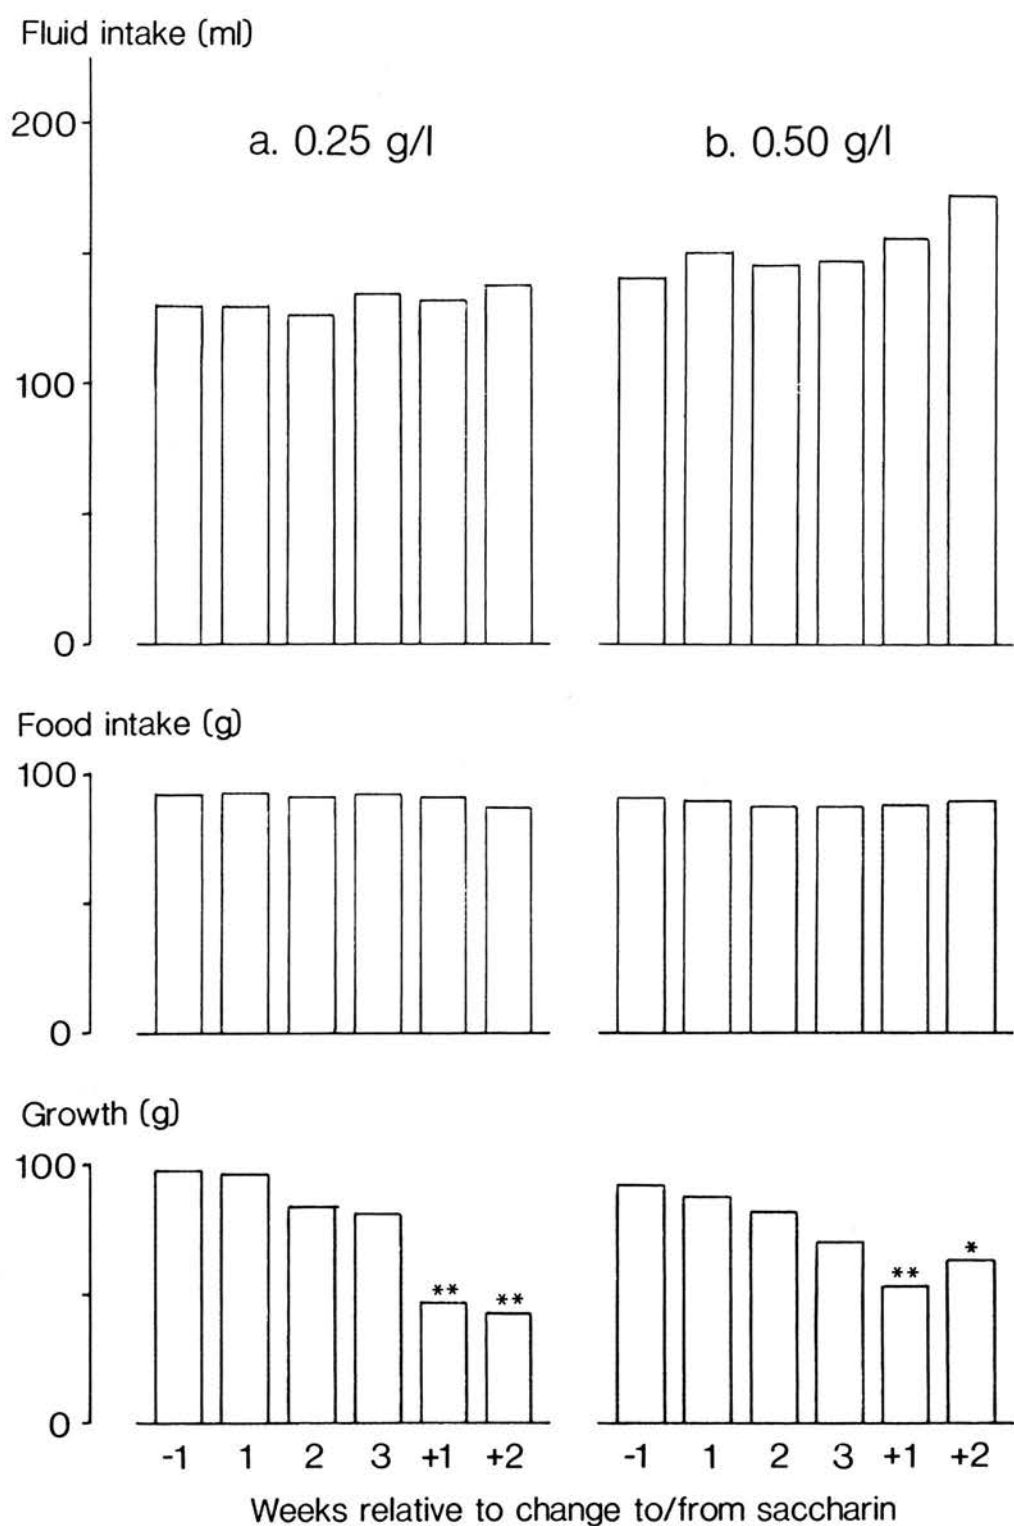 Fluid intake (ml)
200
a. 0.25 g/l
b. 0.50 g/l
100
0
Food intake (g)
100
0
Growth (g)
100
** ** ** *
0
-1 1 2 3 +1 +2 -1 1 2 3 +1 +2
Weeks relative to change to/from saccharin